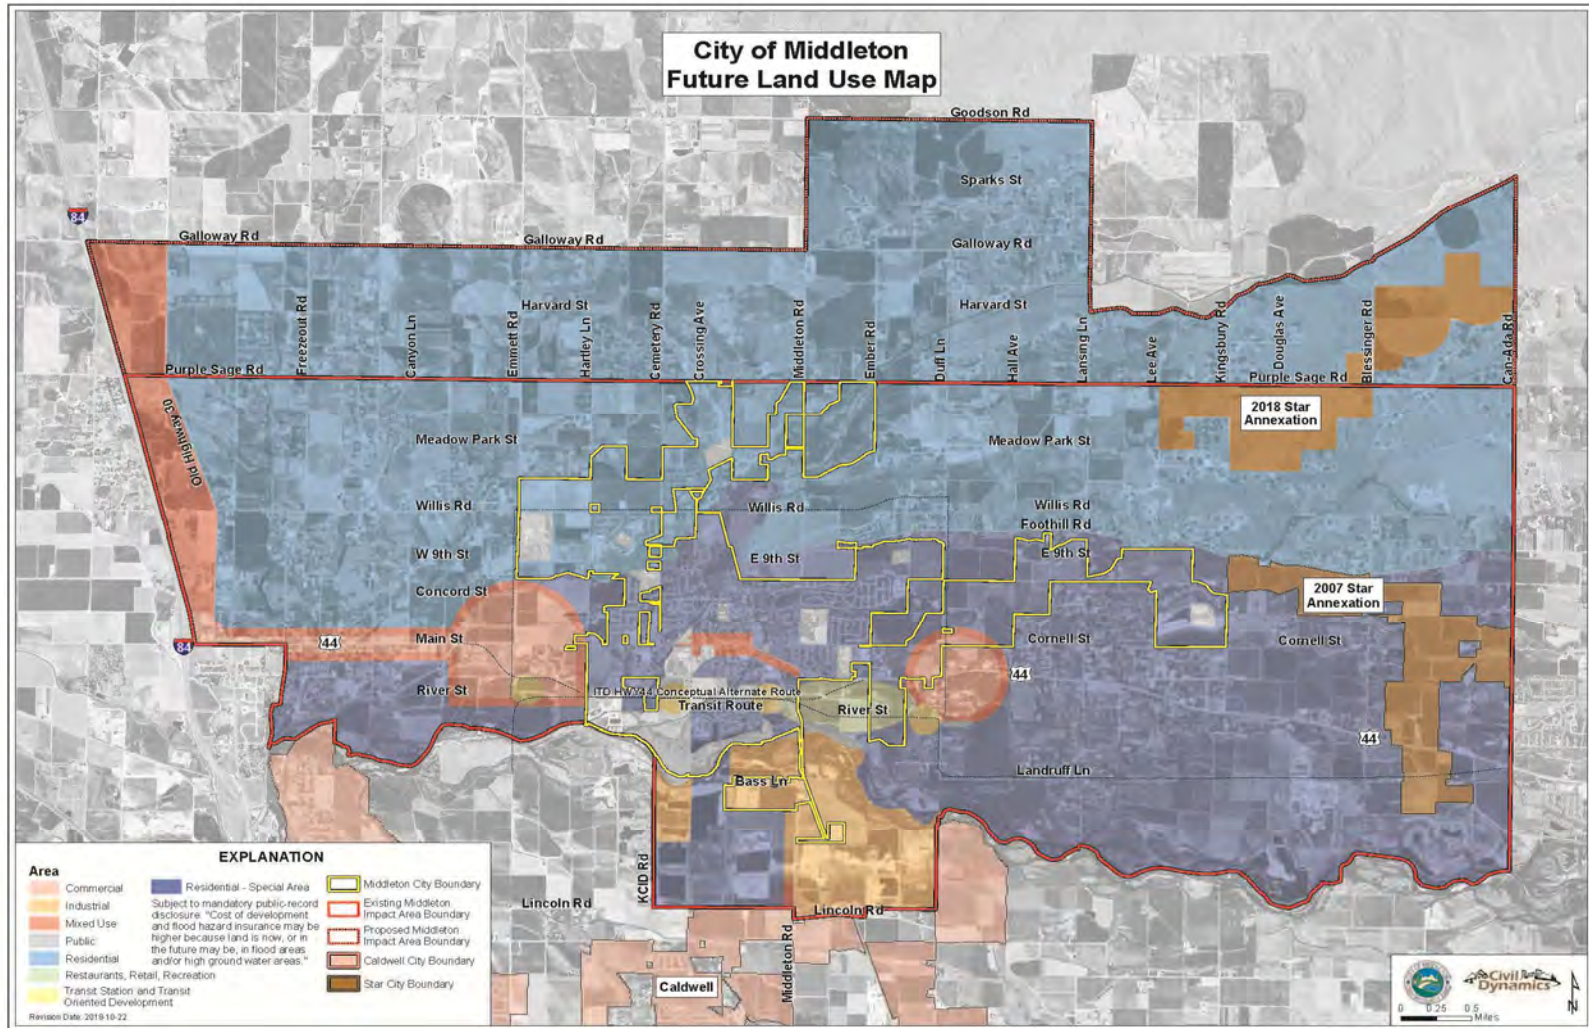 City of Middleton
Future Land Use Map
Goodson Rd
Sparks St
84
Galloway Rd
Galloway Rd
Galloway Rd
Harvard St
Harvard St
Freezeout Rd
Canyon Ln
Emmett Rd
Hartley Ln
Cemetery Rd
Crossing Ave
Middleton Rd
Ember Rd
Duff Ln
Hall Ave
Lansing Ln
Lee Ave
Kingsbury Rd
Douglas Ave
Blessinger Rd
Can-Ada Rd
Purple Sage Rd
Purple Sage Rd
Old Highway 30
2018 Star
Annexation
Meadow Park St
Meadow Park St
Willis Rd
Willis Rd
Willis Rd
Foothill Rd
W 9th St
E 9th St
E 9th St
Concord St
2007 Star
Annexation
84
44
Main St
Cornell St
Cornell St
44
River St
ITD HWY44 Conceptual Alternate Route
Transit Route
River St
44
Bass Ln
Landruff Ln
KCID Rd
Lincoln Rd
Lincoln Rd
Middleton Rd
Caldwell
EXPLANATION
Area
Commercial
Industrial
Mixed Use
Public
Residential
Restaurants, Retail, Recreation
Transit Station and Transit
Oriented Development
Residential - Special Area
Subject to mandatory public-record
disclosure. "Cost of development
and flood hazard insurance may be
higher because land is now, or in
the future may be, in flood areas
and/or high ground water areas."
Middleton City Boundary
Existing Middleton
Impact Area Boundary
Proposed Middleton
Impact Area Boundary
Caldwell City Boundary
Star City Boundary
Revision Date: 2019-10-22
Civil
Dynamics
0 0.25 0.5
Miles
N